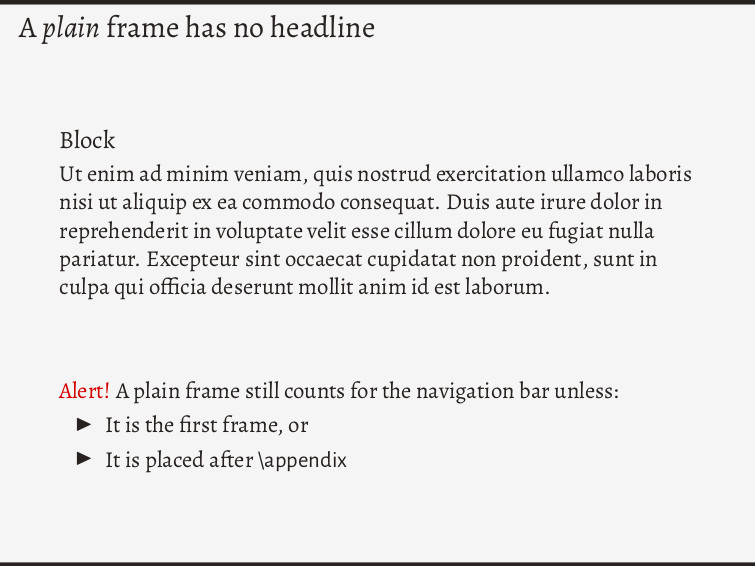 A plain frame has no headline
Block
Ut enim ad minim veniam, quis nostrud exercitation ullamco laboris
nisi ut aliquip ex ea commodo consequat. Duis aute irure dolor in
reprehenderit in voluptate velit esse cillum dolore eu fugiat nulla
pariatur. Excepteur sint occaecat cupidatat non proident, sunt in
culpa qui officia deserunt mollit anim id est laborum.
Alert! A plain frame still counts for the navigation bar unless:
► It is the first frame, or
► It is placed after \appendix